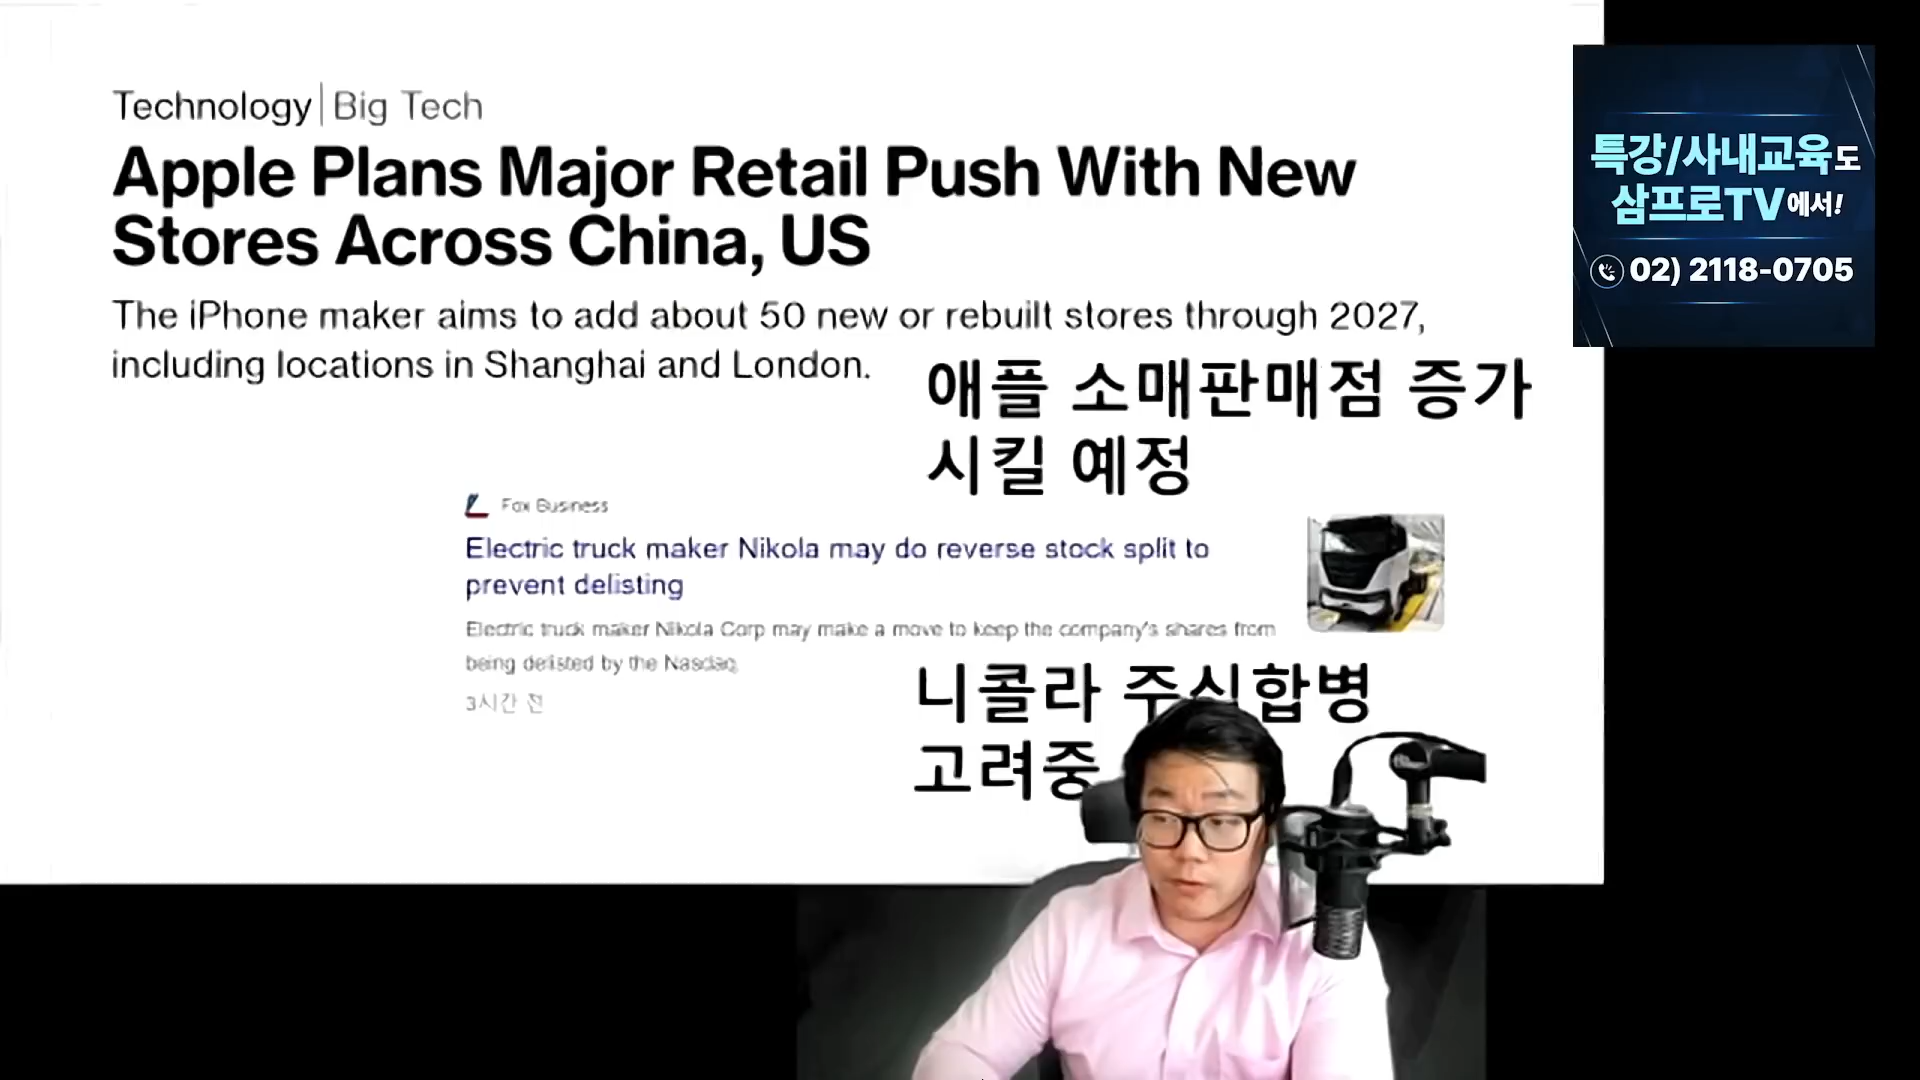 Technology | Big Tech
Apple Plans Major Retail Push With New
Stores Across China, US
The iPhone maker aims to add about 50 new or rebuilt stores through 2027,
including locations in Shanghai and London.
애플 소매판매점 증가
시킬 예정
Fox Business
Electric truck maker Nikola may do reverse stock split to
prevent delisting
Electric truck maker Nikola Corp may make a move to keep the company's shares from
being delisted by the Nasdaq.
3시간 전
니콜라 주식합병
고려중
특강/사내교육도
삼프로TV에서!
02) 2118-0705